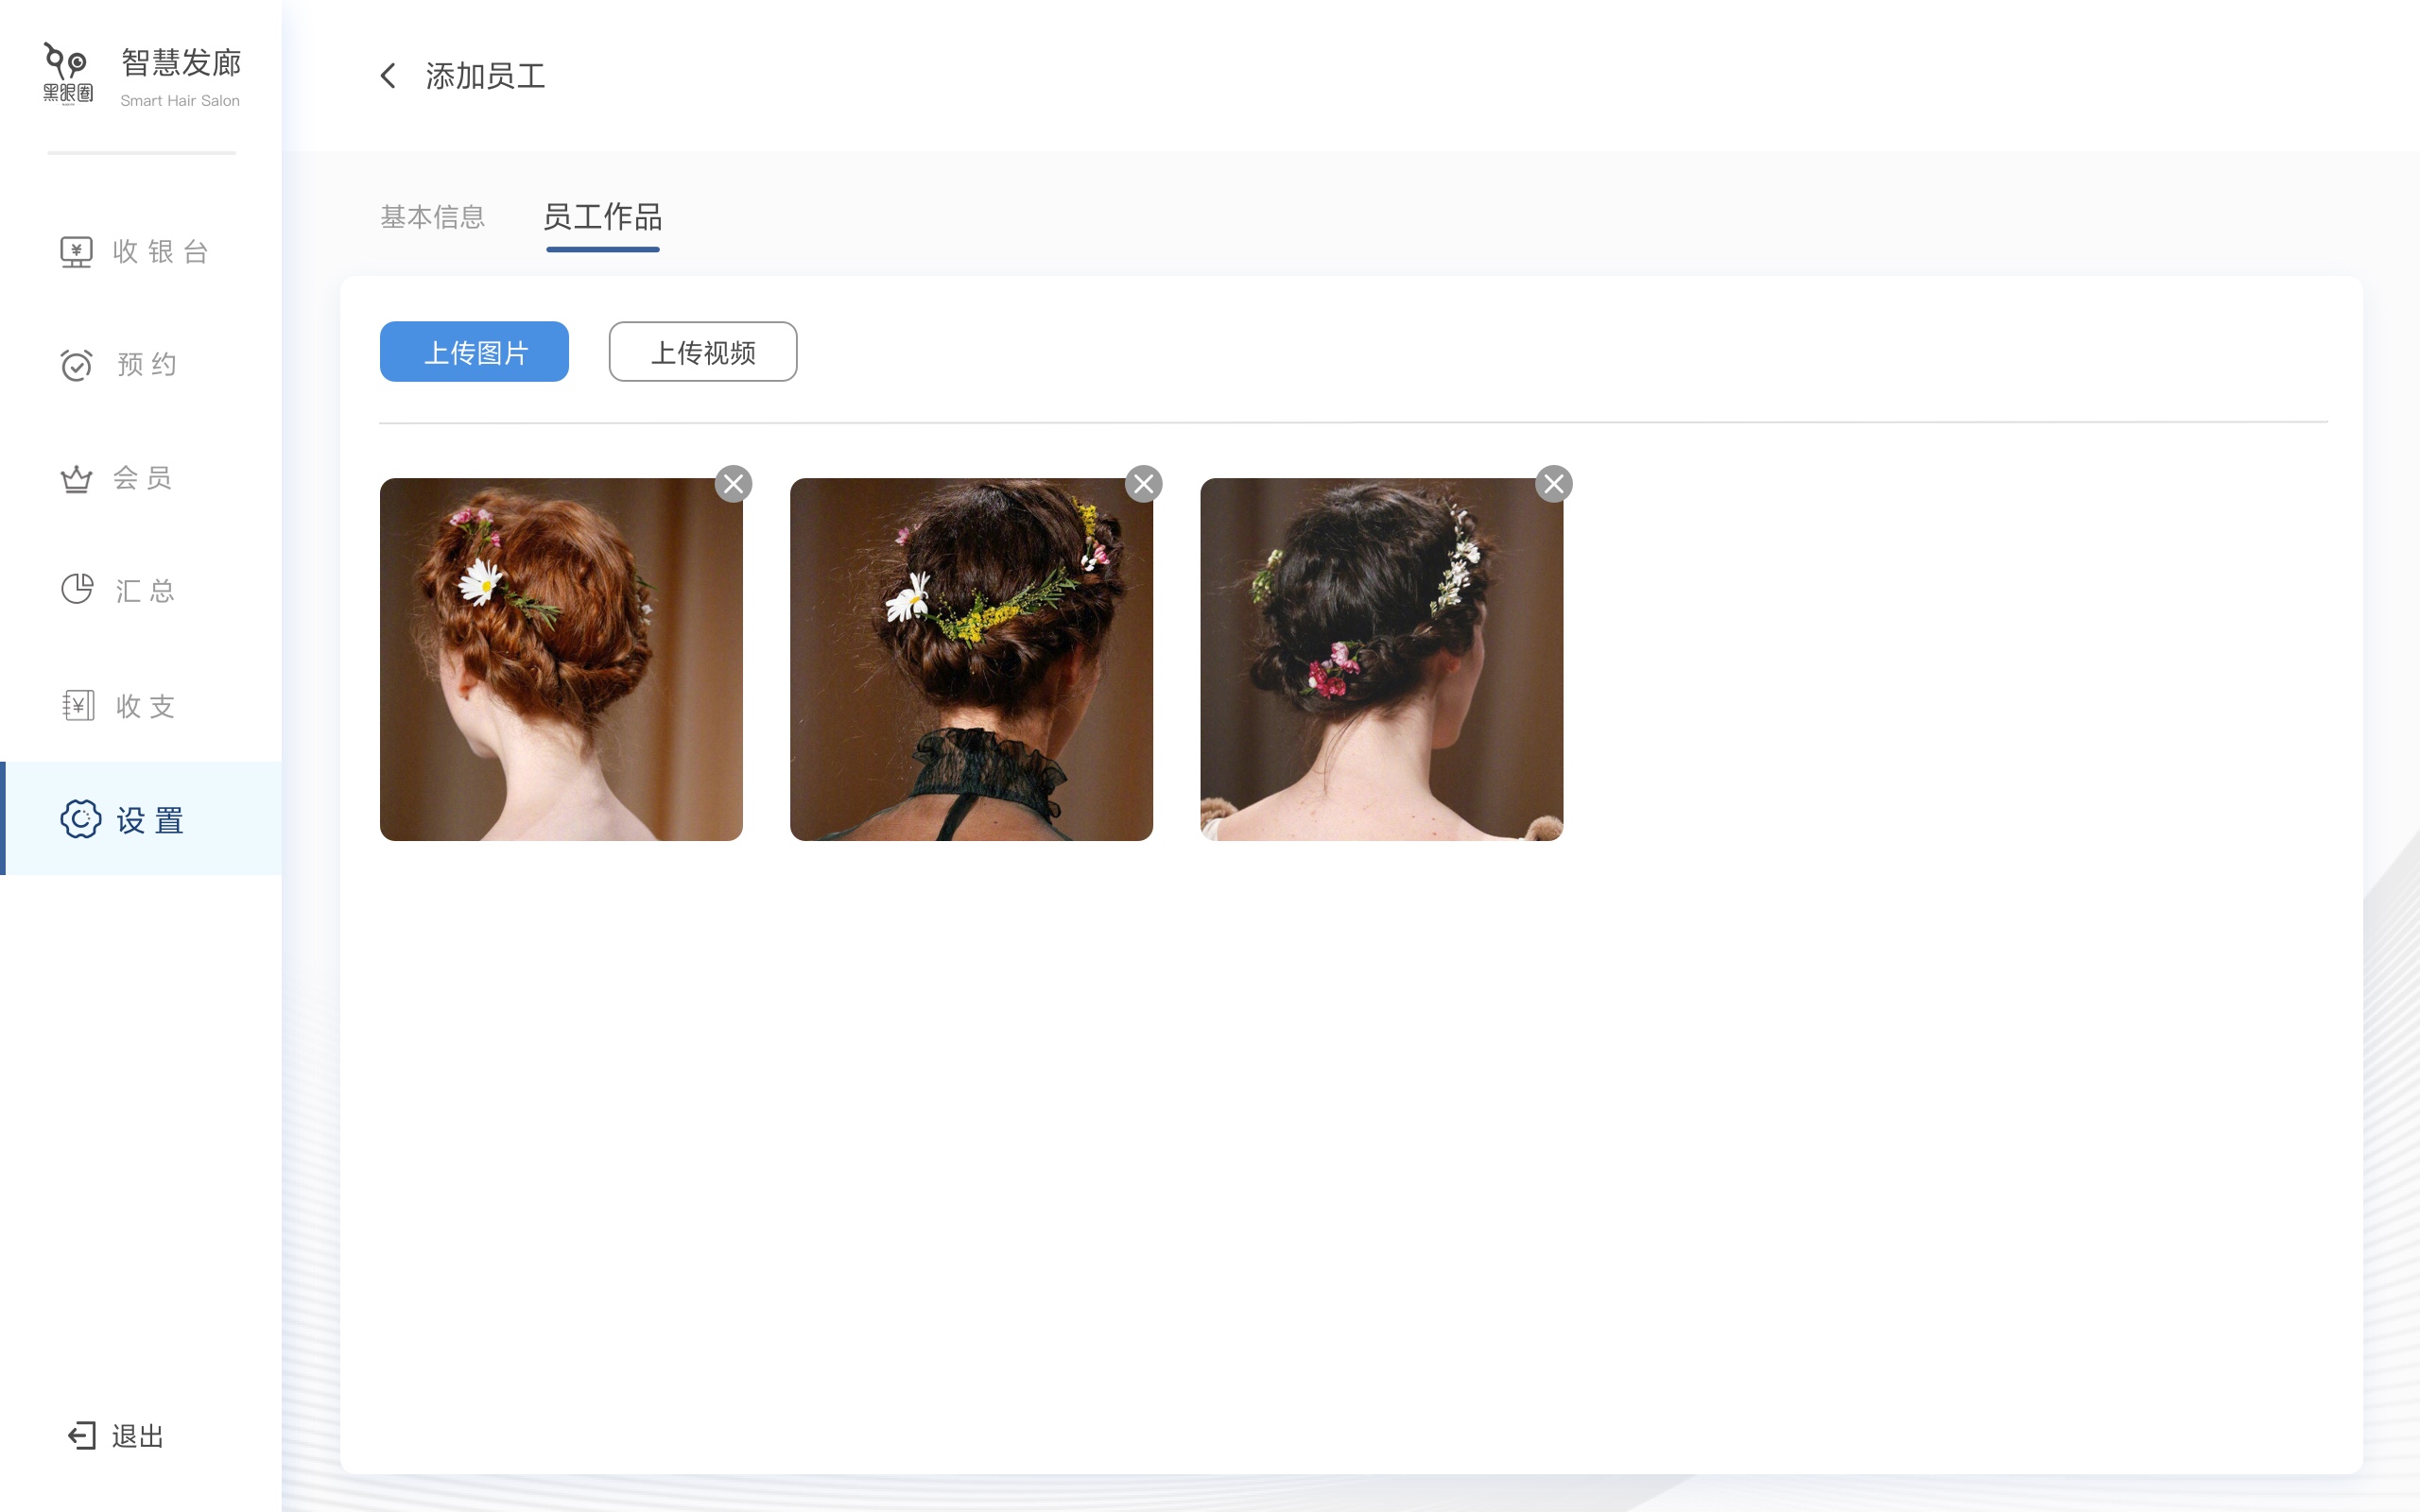 黑眼圈
智慧发廊
Smart Hair Salon
添加员工
收银台
预约
会员
汇总
收支
设置
退出
基本信息
员工作品
上传图片
上传视频